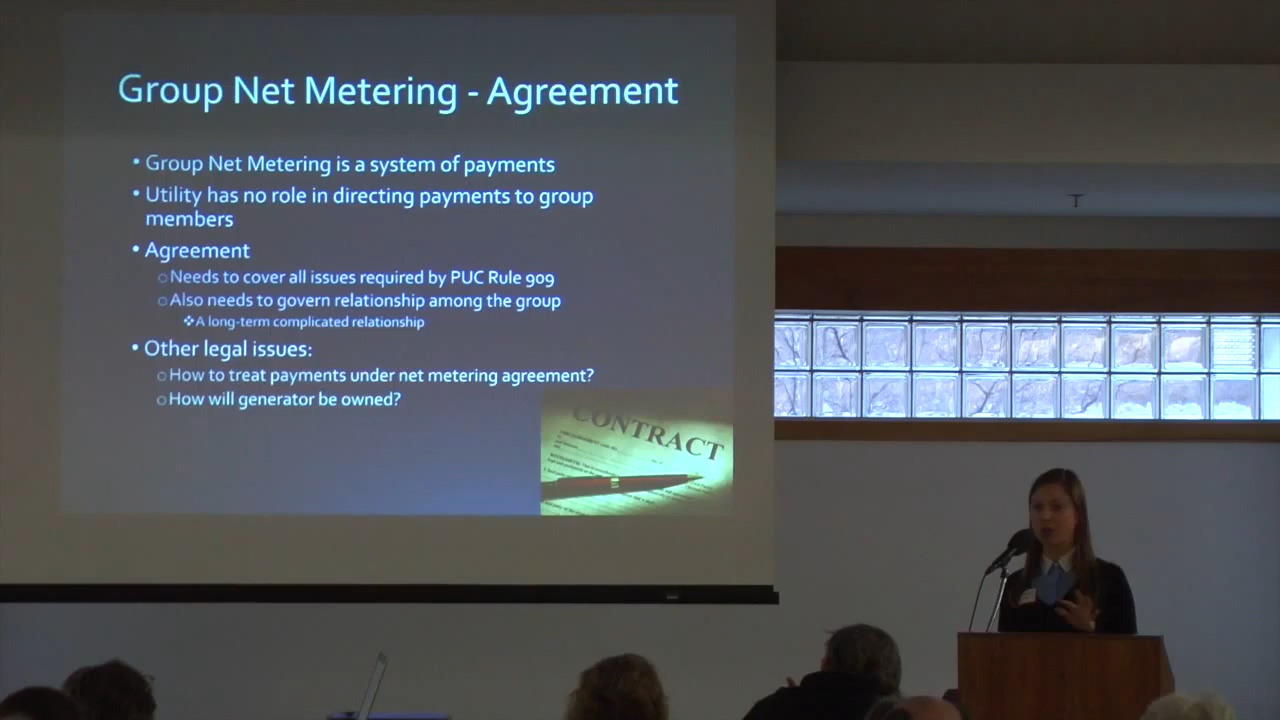 Group Net Metering - Agreement
• Group Net Metering is a system of payments
• Utility has no role in directing payments to group
members
• Agreement
○Needs to cover all issues required by PUC Rule 909
○Also needs to govern relationship among the group
❖A long-term complicated relationship
• Other legal issues:
○How to treat payments under net metering agreement?
○How will generator be owned?
CONTRACT